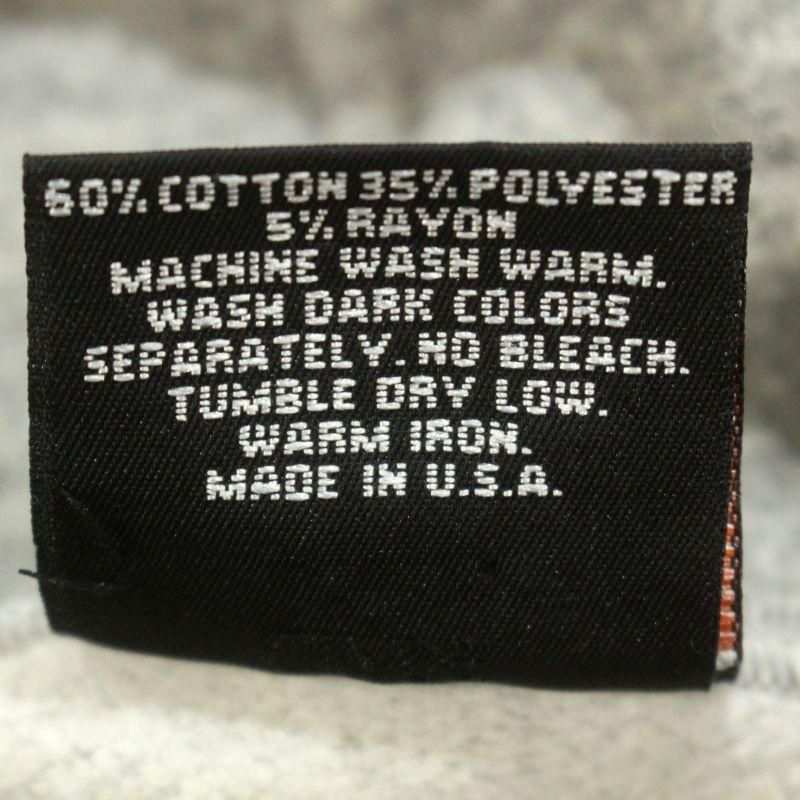 60% COTTON 35% POLYESTER
5% RAYON
MACHINE WASH WARM.
WASH DARK COLORS
SEPARATELY. NO BLEACH.
TUMBLE DRY LOW.
WARM IRON.
MADE IN U.S.A.